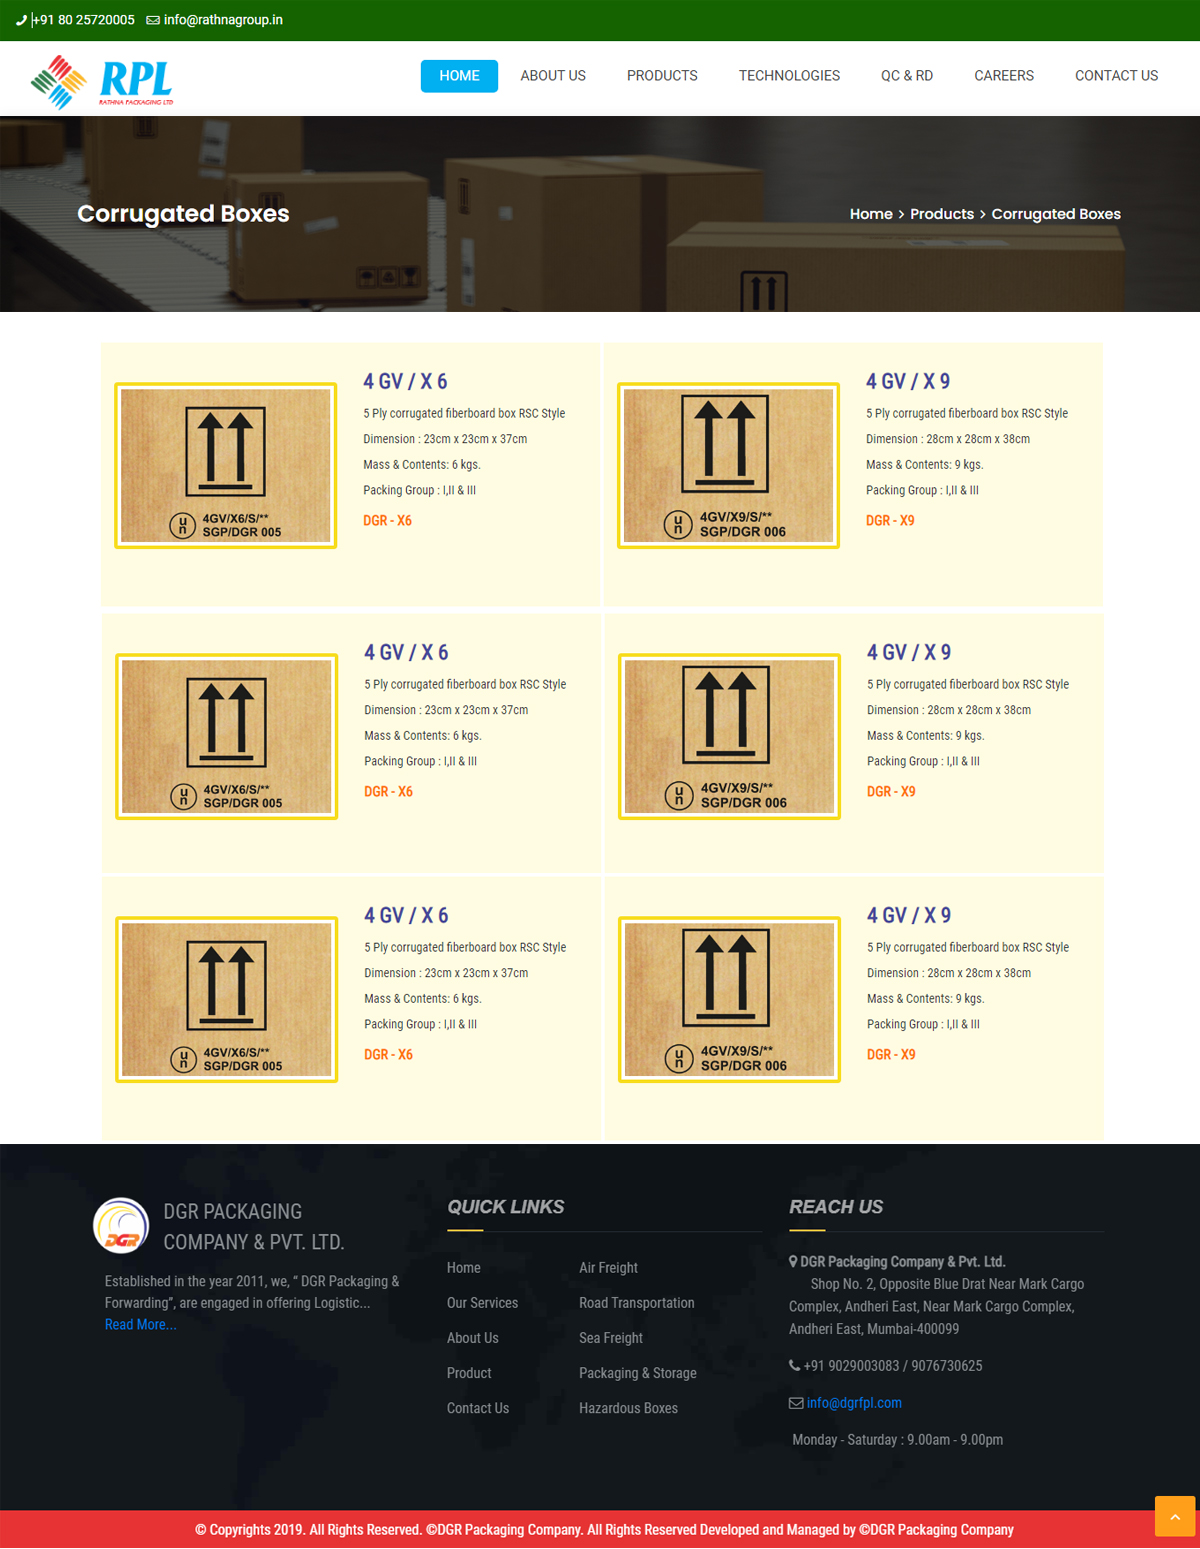 +91 80 25720005 info@rathnagroup.in
RPL
RATHNA PACKAGING LTD
HOME ABOUT US PRODUCTS TECHNOLOGIES QC & RD CAREERS CONTACT US
Corrugated Boxes
Home > Products > Corrugated Boxes
4 GV / X 6
5 Ply corrugated fiberboard box RSC Style
Dimension : 23cm x 23cm x 37cm
Mass & Contents: 6 kgs.
Packing Group : I,II & III
DGR - X6
un
4GV/X6/S/**
SGP/DGR 005
4 GV / X 9
5 Ply corrugated fiberboard box RSC Style
Dimension : 28cm x 28cm x 38cm
Mass & Contents: 9 kgs.
Packing Group : I,II & III
DGR - X9
un
4GV/X9/S/**
SGP/DGR 006
4 GV / X 6
5 Ply corrugated fiberboard box RSC Style
Dimension : 23cm x 23cm x 37cm
Mass & Contents: 6 kgs.
Packing Group : I,II & III
DGR - X6
un
4GV/X6/S/**
SGP/DGR 005
4 GV / X 9
5 Ply corrugated fiberboard box RSC Style
Dimension : 28cm x 28cm x 38cm
Mass & Contents: 9 kgs.
Packing Group : I,II & III
DGR - X9
un
4GV/X9/S/**
SGP/DGR 006
4 GV / X 6
5 Ply corrugated fiberboard box RSC Style
Dimension : 23cm x 23cm x 37cm
Mass & Contents: 6 kgs.
Packing Group : I,II & III
DGR - X6
un
4GV/X6/S/**
SGP/DGR 005
4 GV / X 9
5 Ply corrugated fiberboard box RSC Style
Dimension : 28cm x 28cm x 38cm
Mass & Contents: 9 kgs.
Packing Group : I,II & III
DGR - X9
un
4GV/X9/S/**
SGP/DGR 006
DGR
DGR PACKAGING
COMPANY & PVT. LTD.
Established in the year 2011, we, “ DGR Packaging &
Forwarding”, are engaged in offering Logistic...
Read More...
QUICK LINKS
Home
Our Services
About Us
Product
Contact Us
Air Freight
Road Transportation
Sea Freight
Packaging & Storage
Hazardous Boxes
REACH US
DGR Packaging Company & Pvt. Ltd.
Shop No. 2, Opposite Blue Drat Near Mark Cargo
Complex, Andheri East, Near Mark Cargo Complex,
Andheri East, Mumbai-400099
+91 9029003083 / 9076730625
info@dgrfpl.com
Monday - Saturday : 9.00am - 9.00pm
© Copyrights 2019. All Rights Reserved. ©DGR Packaging Company. All Rights Reserved Developed and Managed by ©DGR Packaging Company